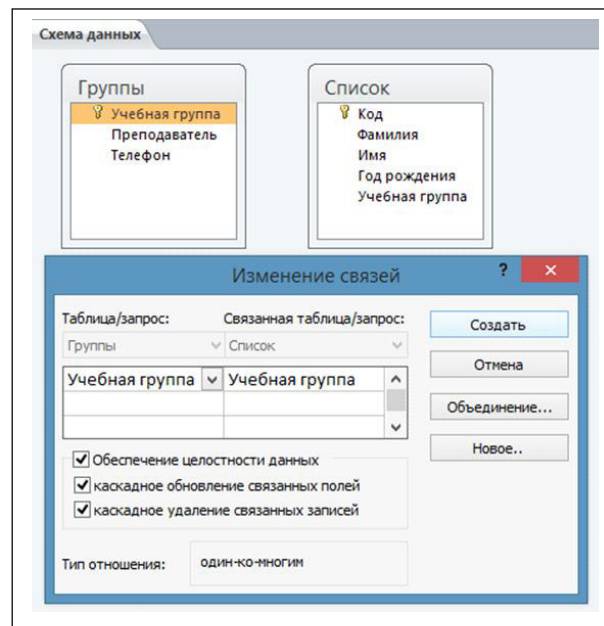 Схема данных
Группы
Учебная группа
Преподаватель
Телефон
Список
Код
Фамилия
Имя
Год рождения
Учебная группа
Изменение связей ?
Таблица/запрос: Связанная таблица/запрос:
Группы Список
Учебная группа Учебная группа
Обеспечение целостности данных
каскадное обновление связанных полей
каскадное удаление связанных записей
Тип отношения: один-ко-многим
Создать
Отмена
Объединение...
Новое..